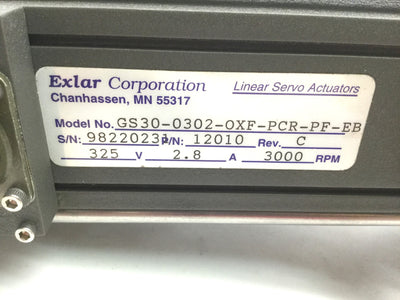 Exlar Corporation Linear Servo Actuators
Chanhassen, MN 55317
Model No. GS30-0302-OXF-PCR-PF-EB
S/N: 98220231 P/N: 12010 Rev. C
325 V 2.8 A 3000 RPM